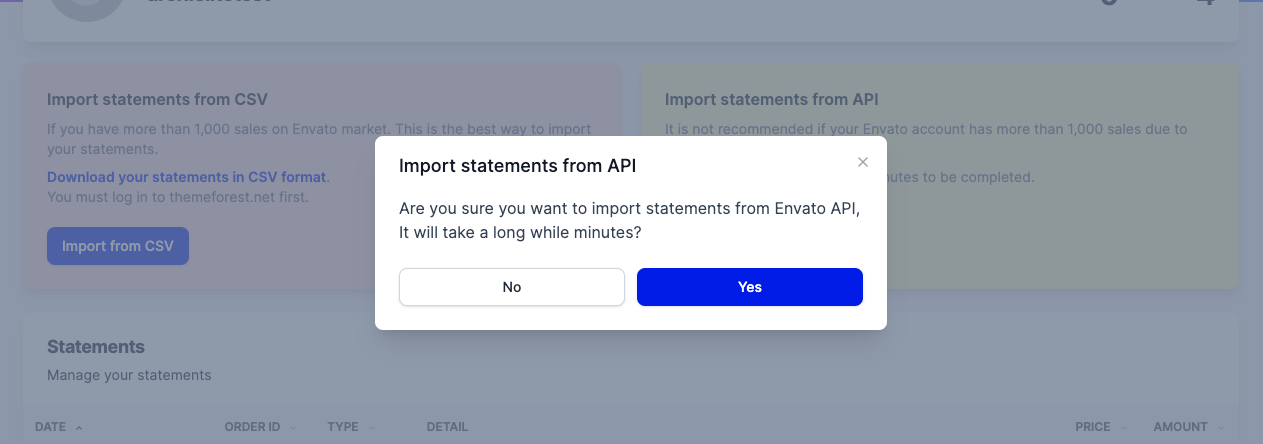 Import statements from CSV
If you have more than 1,000 sales on Envato market. This is the best way to import
your statements.
Download your statements in CSV format.
You must log in to themeforest.net first.
Import from CSV
Import statements from API
It is not recommended if your Envato account has more than 1,000 sales due to
to be completed.
Import statements from API
Are you sure you want to import statements from Envato API,
It will take a long while minutes?
No
Yes
Statements
Manage your statements
DATE ORDER ID TYPE DETAIL PRICE AMOUNT